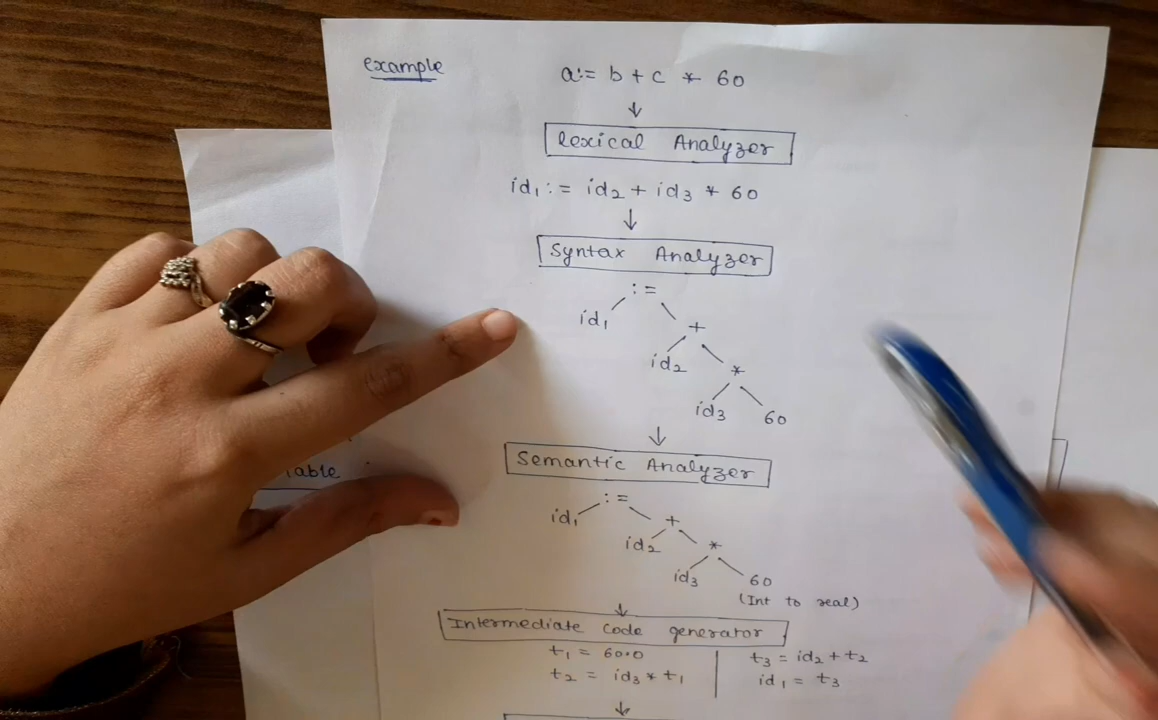 example
a:= b + c * 60
↓
Lexical Analyzer
id₁ := id₂ + id₃ * 60
↓
Syntax Analyzer
:=
id₁
+
id₂
*
id₃
60
↓
Semantic Analyzer
:=
id₁
+
id₂
*
id₃
60
(Int to real)
↓
Intermediate Code generator
t₁ = 60.0
t₂ = id₃ * t₁
t₃ = id₂ + t₂
id₁ = t₃
↓